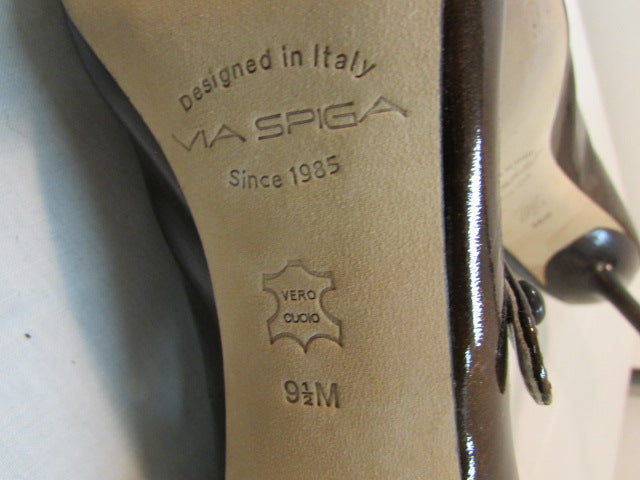 Designed in Italy
VIA SPIGA
Since 1985
VERO
CUOIO
9½M